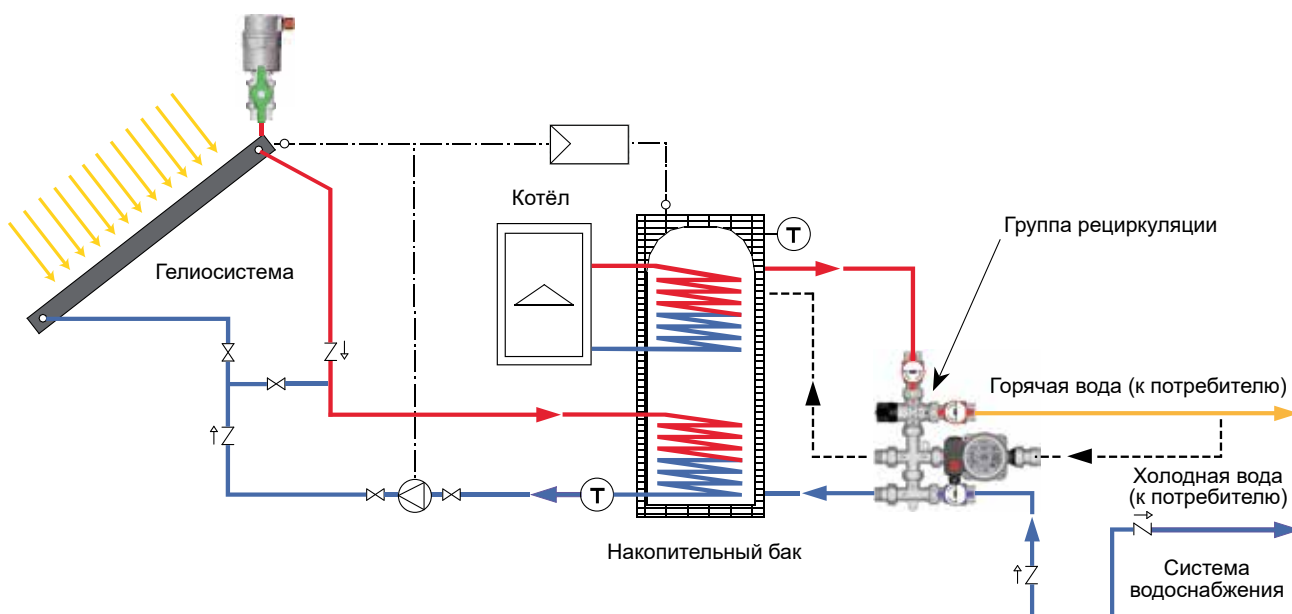 Котёл
Группа рециркуляции
T
Гелиосистема
Горячая вода (к потребителю)
Холодная вода
(к потребителю)
T
Накопительный бак
Система
водоснабжения